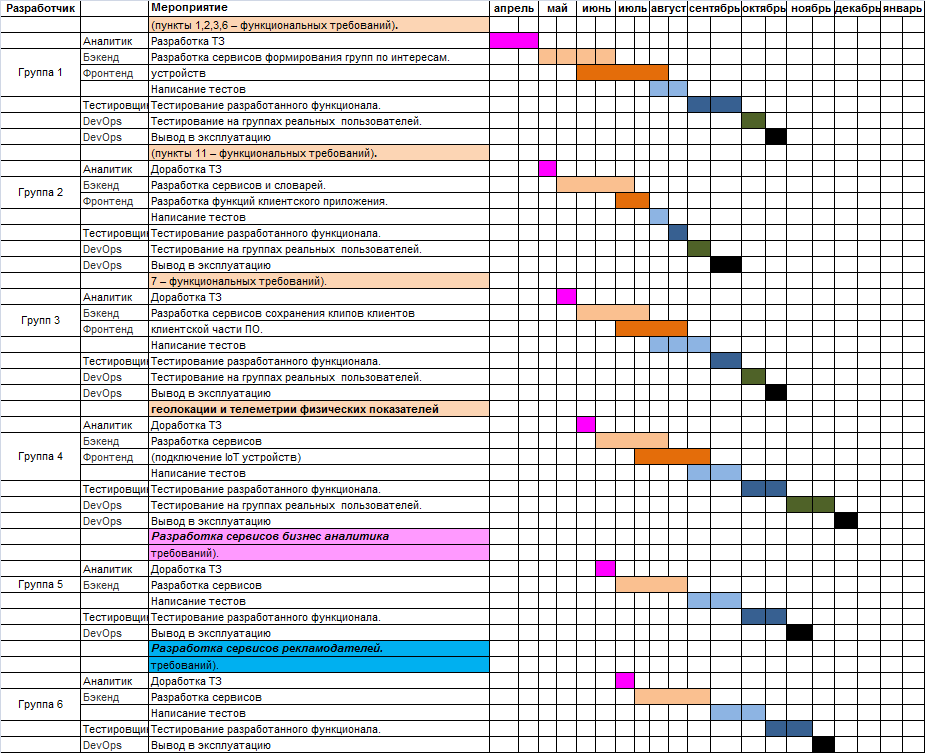 Разработчик Мероприятие апрель май июнь июль август сентябрь октябрь ноябрь декабрь январь
(пункты 1,2,3,6 – функциональных требований).
Аналитик Разработка ТЗ
Бэкенд Разработка сервисов формирования групп по интересам.
Группа 1 Фронтенд устройств
Написание тестов
Тестировщик Тестирование разработанного функционала.
DevOps Тестирование на группах реальных пользователей.
DevOps Вывод в эксплуатацию
(пункты 11 – функциональных требований).
Аналитик Доработка ТЗ
Группа 2 Бэкенд Разработка сервисов и словарей.
Фронтенд Разработка функций клиентского приложения.
Написание тестов
Тестировщик Тестирование разработанного функционала.
DevOps Тестирование на группах реальных пользователей.
DevOps Вывод в эксплуатацию
7 – функциональных требований).
Аналитик Доработка ТЗ
Групп 3 Бэкенд Разработка сервисов сохранения клипов клиентов
Фронтенд клиентской части ПО.
Написание тестов
Тестировщик Тестирование разработанного функционала.
DevOps Тестирование на группах реальных пользователей.
DevOps Вывод в эксплуатацию
геолокации и телеметрии физических показателей
Аналитик Доработка ТЗ
Бэкенд Разработка сервисов
Группа 4 Фронтенд (подключение IoT устройств)
Написание тестов
Тестировщик Тестирование разработанного функционала.
DevOps Тестирование на группах реальных пользователей.
DevOps Вывод в эксплуатацию
Разработка сервисов бизнес аналитика
требований).
Аналитик Доработка ТЗ
Группа 5 Бэкенд Разработка сервисов
Написание тестов
Тестировщик Тестирование разработанного функционала.
DevOps Вывод в эксплуатацию
Разработка сервисов рекламодателей.
требований).
Аналитик Доработка ТЗ
Группа 6 Бэкенд Разработка сервисов
Написание тестов
Тестировщик Тестирование разработанного функционала.
DevOps Вывод в эксплуатацию